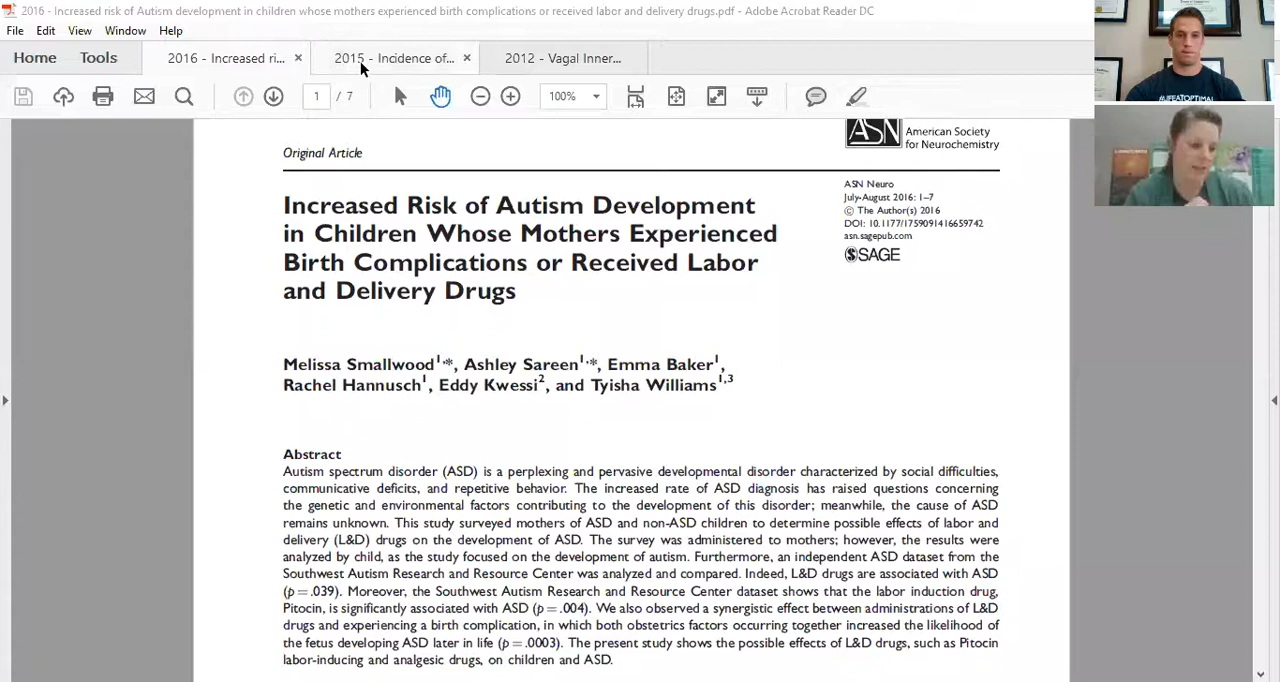 2016 - Increased risk of Autism development in children whose mothers experienced birth complications or received labor and delivery drugs.pdf - Adobe Acrobat Reader DC
File Edit View Window Help
Home Tools 2016 - Increased ri... × 2015 - Incidence of... × 2012 - Vagal Inner...
1 / 7 100%
#LIFEATOPTIMAL
Original Article
ASN American Society
for Neurochemistry
Increased Risk of Autism Development
in Children Whose Mothers Experienced
Birth Complications or Received Labor
and Delivery Drugs
ASN Neuro
July-August 2016: 1–7
© The Author(s) 2016
DOI: 10.1177/1759091416659742
asn.sagepub.com
SSAGE
Melissa Smallwood1,*, Ashley Sareen1,*, Emma Baker1,
Rachel Hannusch1, Eddy Kwessi2, and Tyisha Williams1,3
Abstract
Autism spectrum disorder (ASD) is a perplexing and pervasive developmental disorder characterized by social difficulties,
communicative deficits, and repetitive behavior. The increased rate of ASD diagnosis has raised questions concerning
the genetic and environmental factors contributing to the development of this disorder; meanwhile, the cause of ASD
remains unknown. This study surveyed mothers of ASD and non-ASD children to determine possible effects of labor and
delivery (L&D) drugs on the development of ASD. The survey was administered to mothers; however, the results were
analyzed by child, as the study focused on the development of autism. Furthermore, an independent ASD dataset from the
Southwest Autism Research and Resource Center was analyzed and compared. Indeed, L&D drugs are associated with ASD
(p = .039). Moreover, the Southwest Autism Research and Resource Center dataset shows that the labor induction drug,
Pitocin, is significantly associated with ASD (p = .004). We also observed a synergistic effect between administrations of L&D
drugs and experiencing a birth complication, in which both obstetrics factors occurring together increased the likelihood of
the fetus developing ASD later in life (p = .0003). The present study shows the possible effects of L&D drugs, such as Pitocin
labor-inducing and analgesic drugs, on children and ASD.